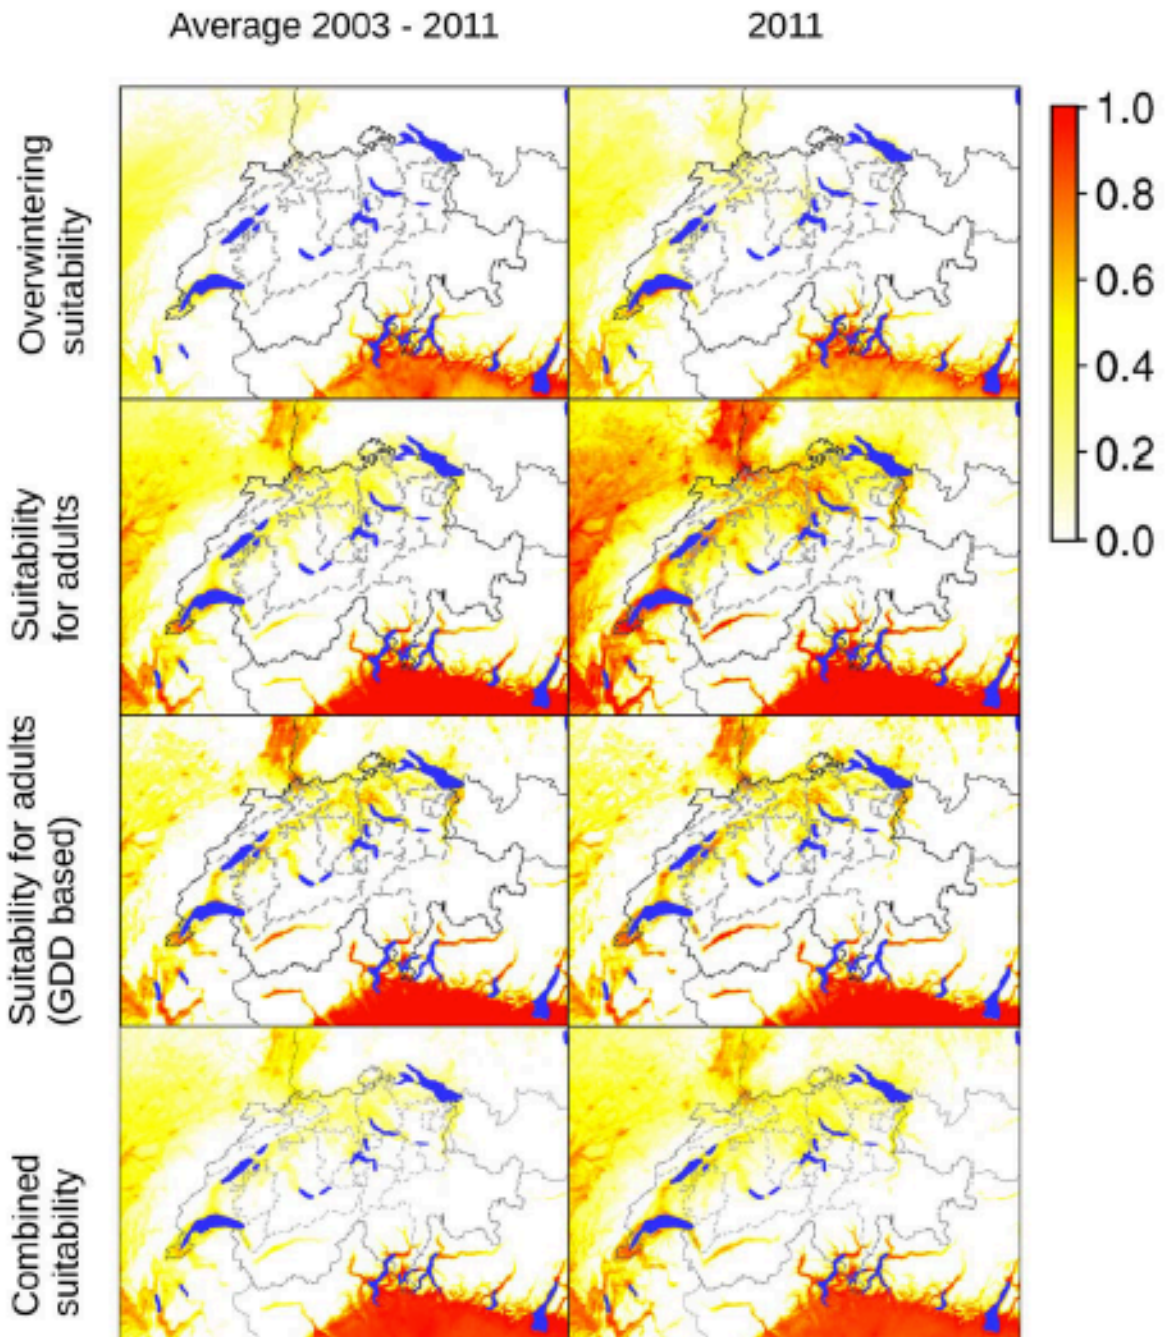 Average 2003 - 2011
2011
Overwintering
suitability
Suitability
for adults
Suitability for adults
(GDD based)
Combined
suitability
1.0
0.8
0.6
0.4
0.2
0.0